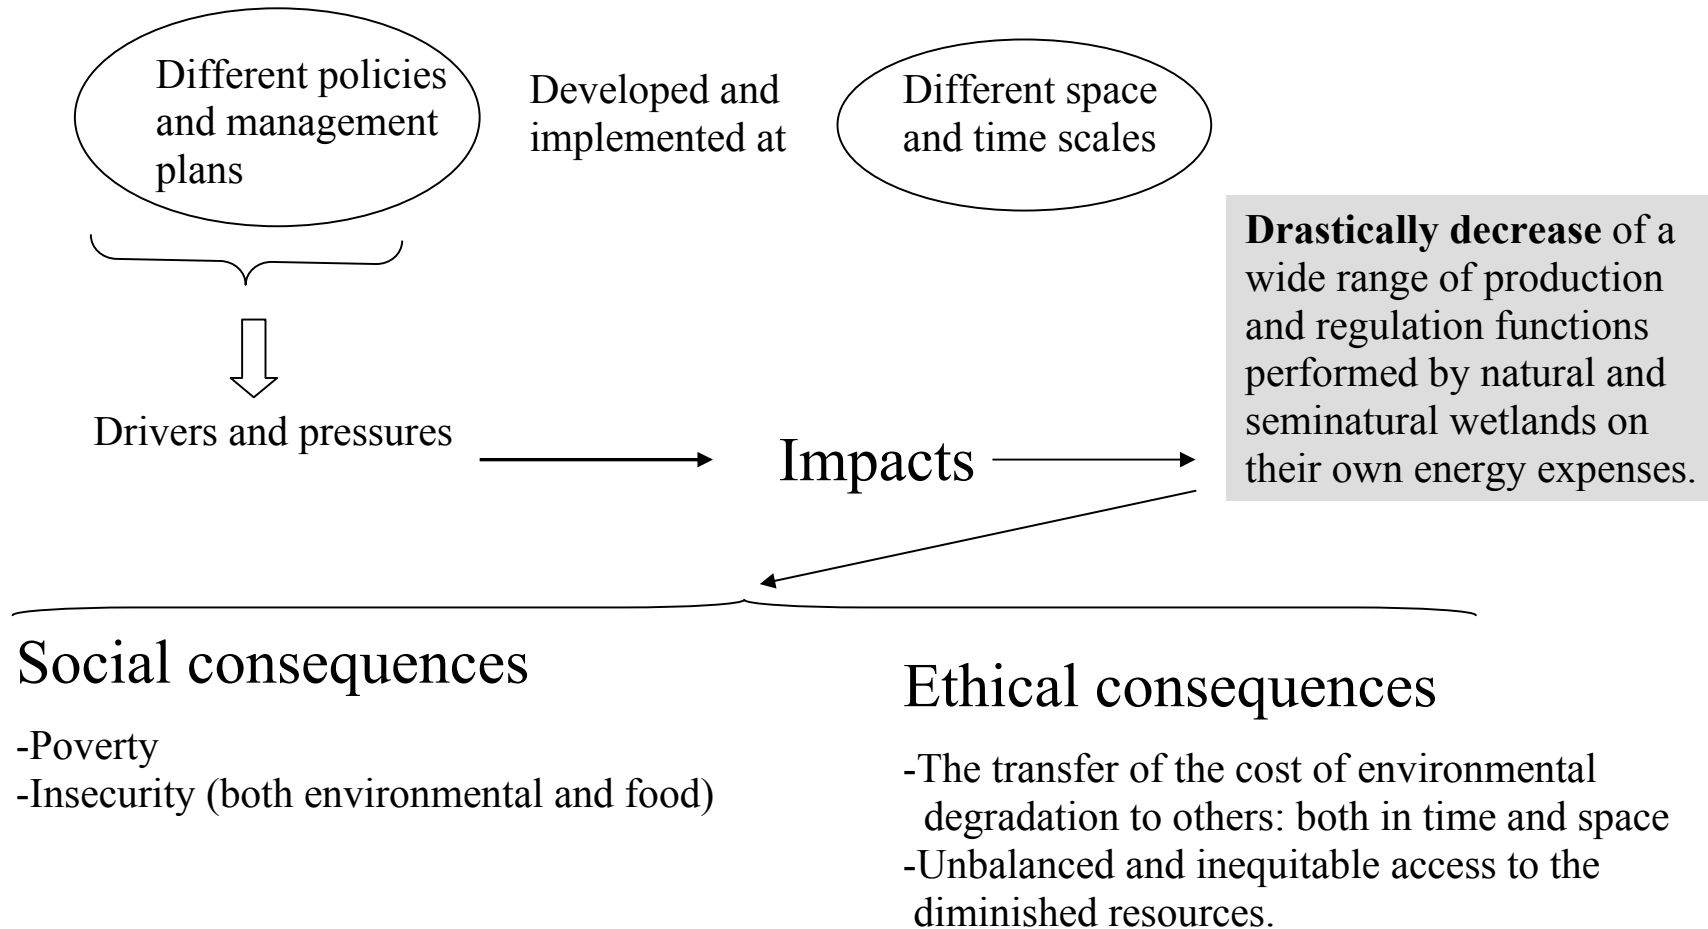 Different policies
and management
plans
Developed and
implemented at
Different space
and time scales
Drastically decrease of a
wide range of production
and regulation functions
performed by natural and
seminatural wetlands on
their own energy expenses.
Drivers and pressures
Impacts
Social consequences
-Poverty
-Insecurity (both environmental and food)
Ethical consequences
-The transfer of the cost of environmental
degradation to others: both in time and space
-Unbalanced and inequitable access to the
diminished resources.